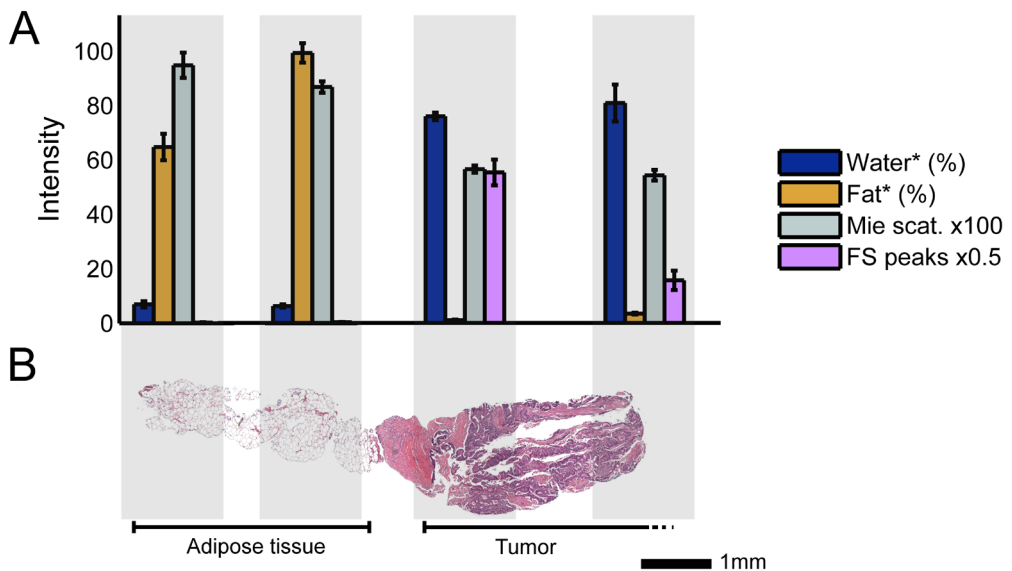 A
Intensity
100
80
60
40
20
0
Water* (%)
Fat* (%)
Mie scat. x100
FS peaks x0.5
B
Adipose tissue
Tumor
1mm